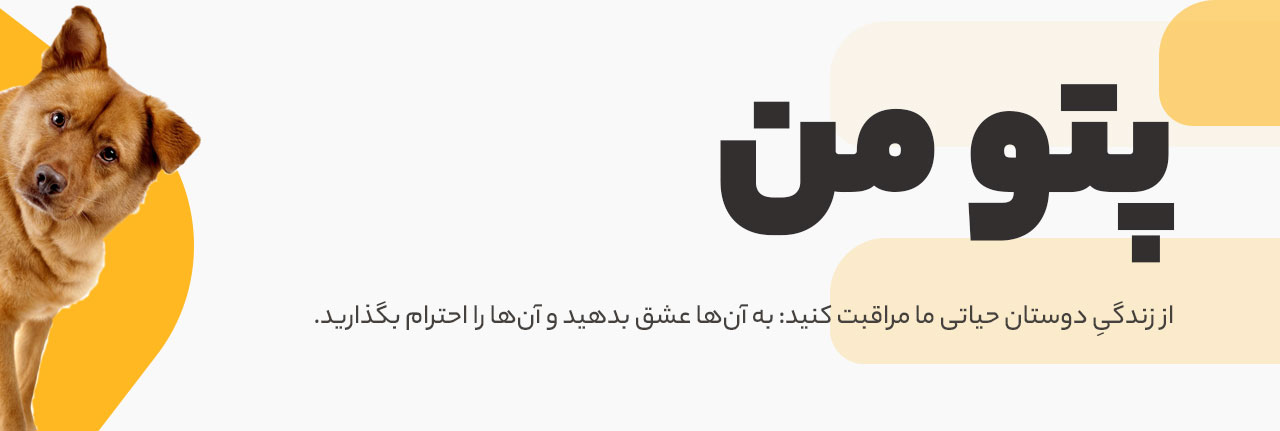 پتو من
از زندگیِ دوستان حیاتی ما مراقبت کنید: به آن‌ها عشق بدهید و آن‌ها را احترام بگذارید.